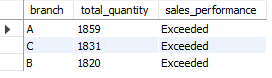 branch total_quantity sales_performance
A 1859 Exceeded
C 1831 Exceeded
B 1820 Exceeded